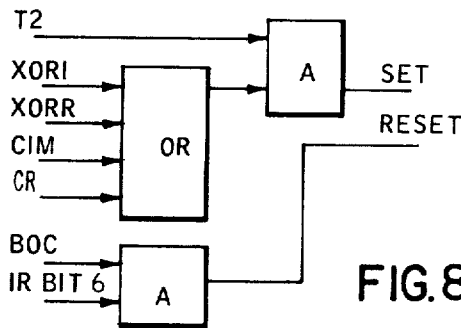 T2
A
SET
XORI
XORR
CIM
CR
OR
RESET
BOC
IR BIT 6
A
FIG.8